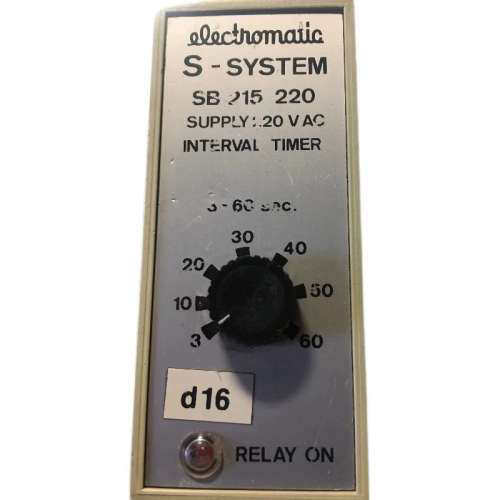 electromatic
S-SYSTEM
SB 215 220
SUPPLY 220 VAC
INTERVAL TIMER
3-60 sec.
30
20 40
10 50
3 60
d16
RELAY ON